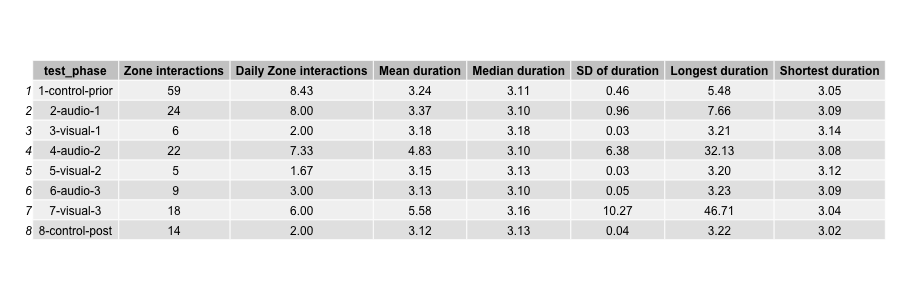 test_phase Zone interactions Daily Zone interactions Mean duration Median duration SD of duration Longest duration Shortest duration
1 1-control-prior 59 8.43 3.24 3.11 0.46 5.48 3.05
2 2-audio-1 24 8.00 3.37 3.10 0.96 7.66 3.09
3 3-visual-1 6 2.00 3.18 3.18 0.03 3.21 3.14
4 4-audio-2 22 7.33 4.83 3.10 6.38 32.13 3.08
5 5-visual-2 5 1.67 3.15 3.13 0.03 3.20 3.12
6 6-audio-3 9 3.00 3.13 3.10 0.05 3.23 3.09
7 7-visual-3 18 6.00 5.58 3.16 10.27 46.71 3.04
8 8-control-post 14 2.00 3.12 3.13 0.04 3.22 3.02